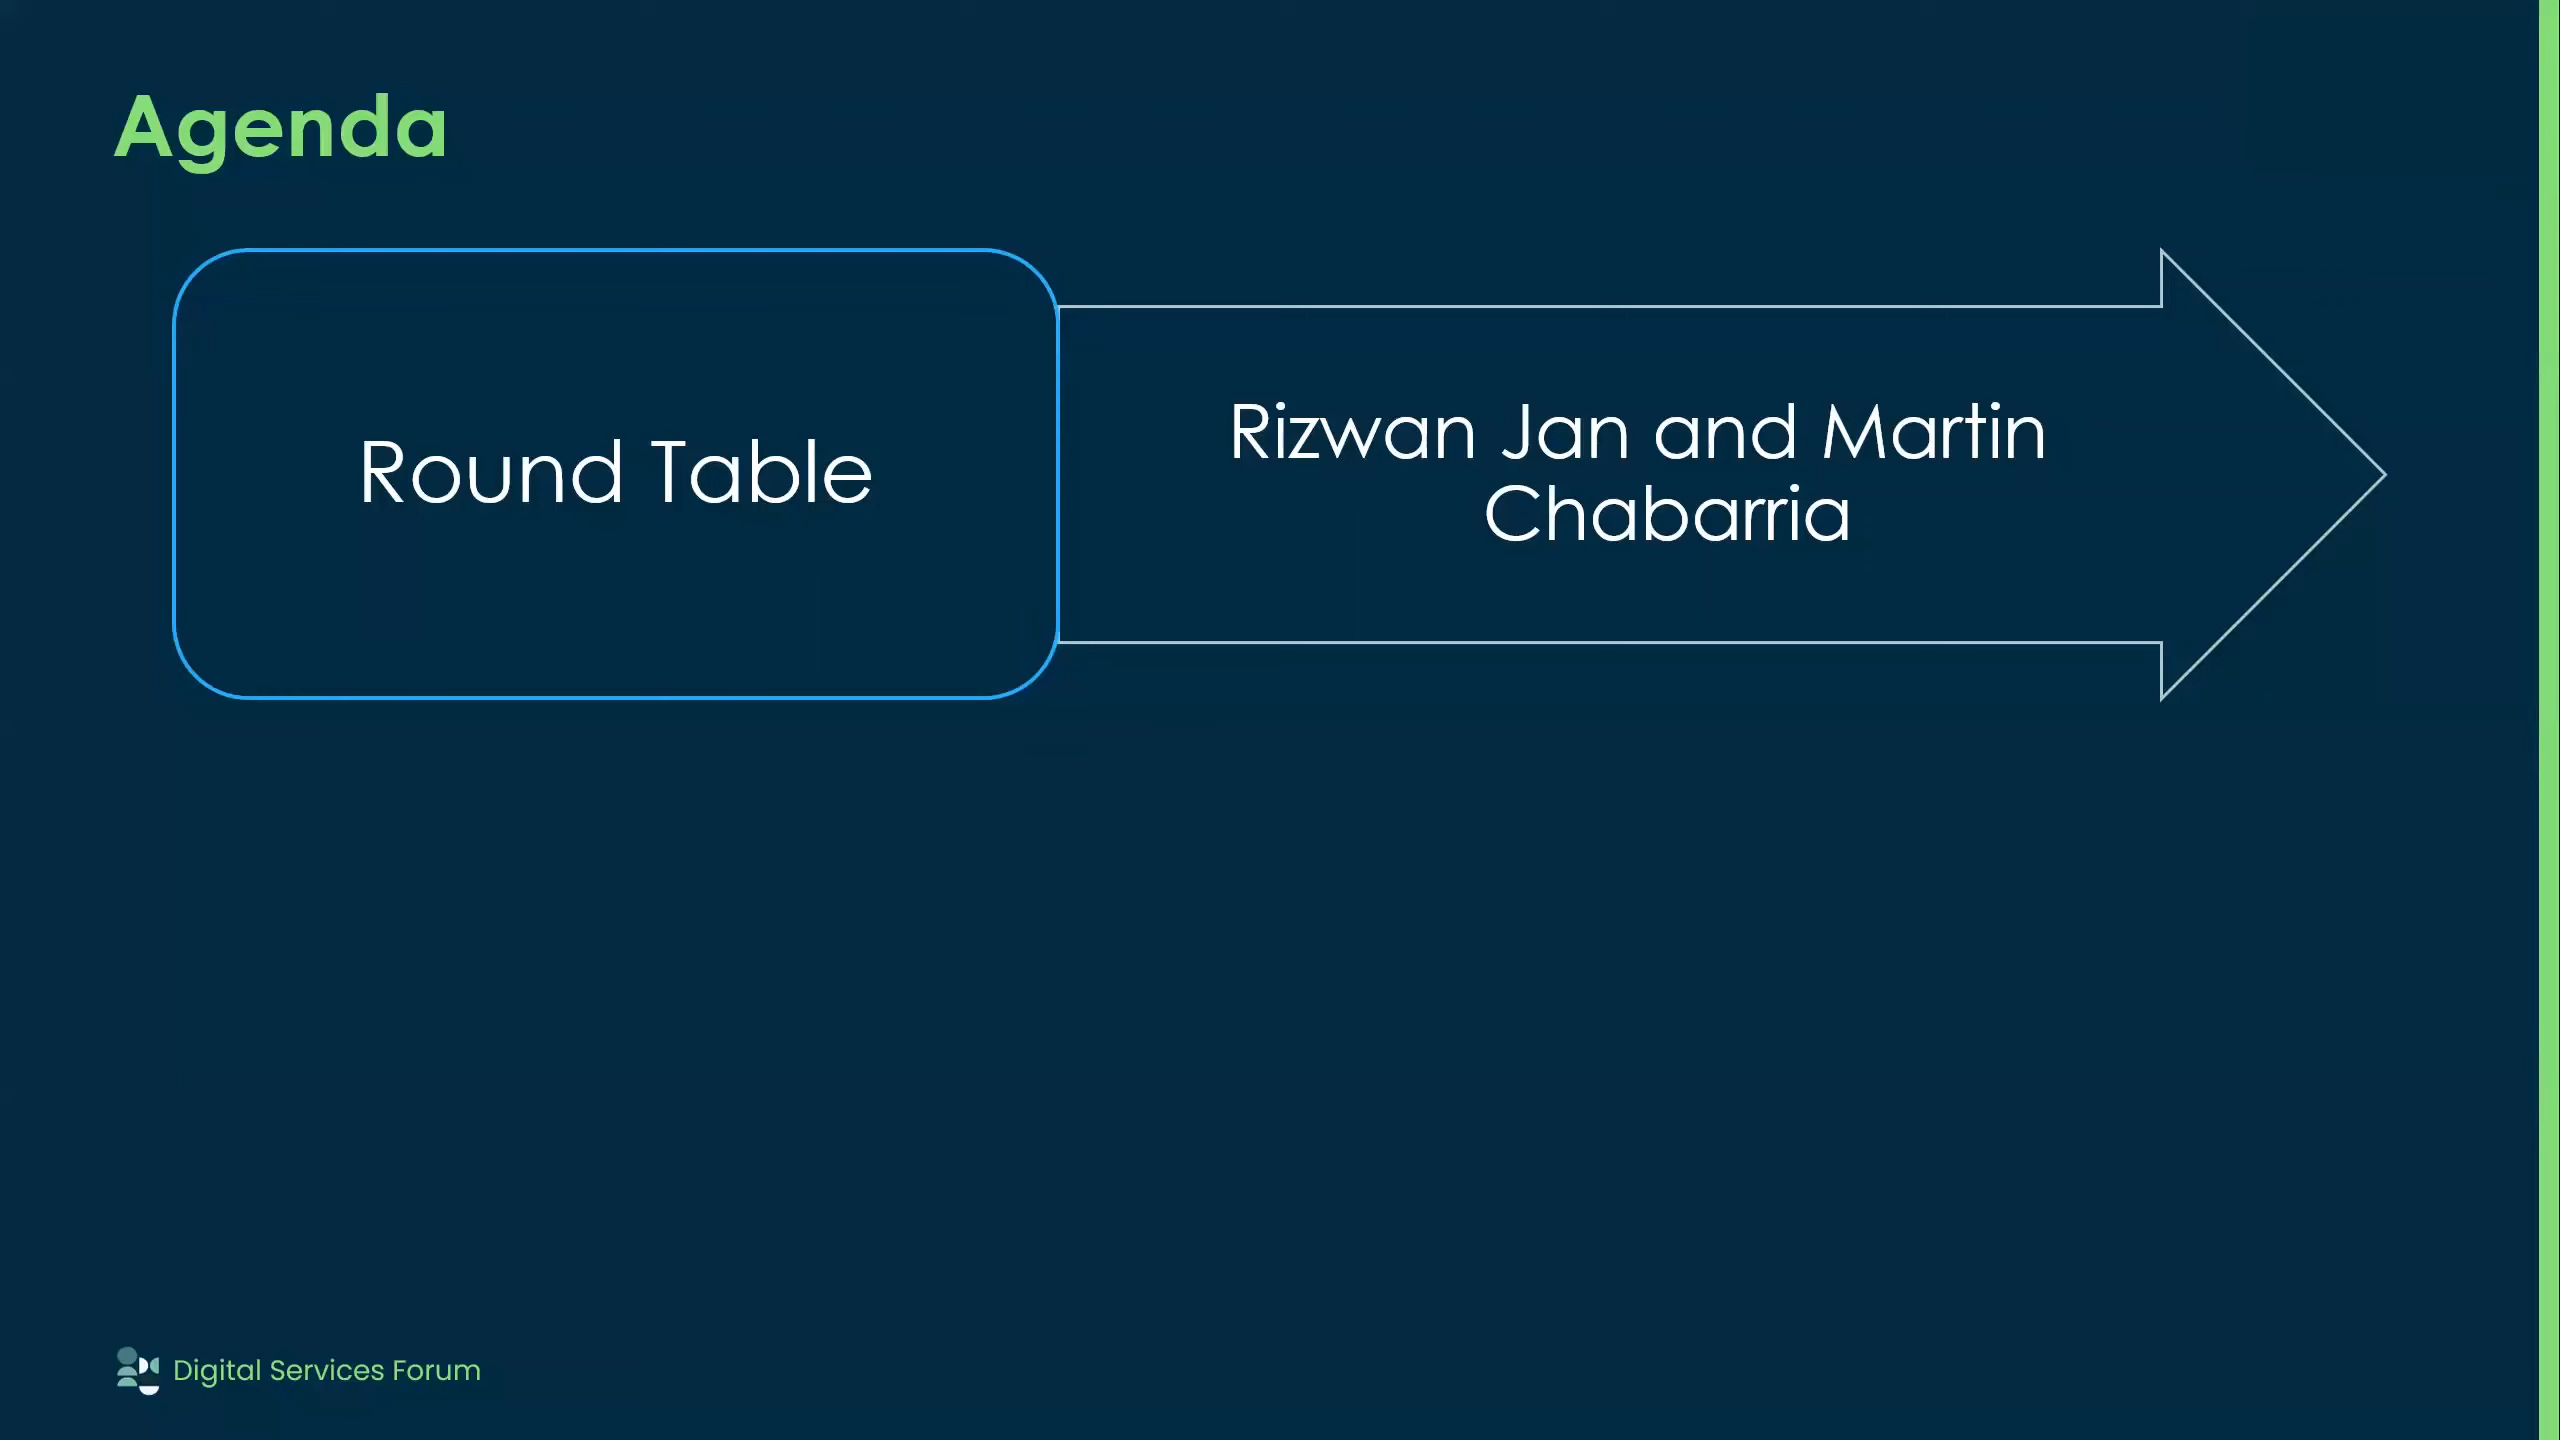 Agenda
Round Table
Rizwan Jan and Martin
Chabarria
Digital Services Forum